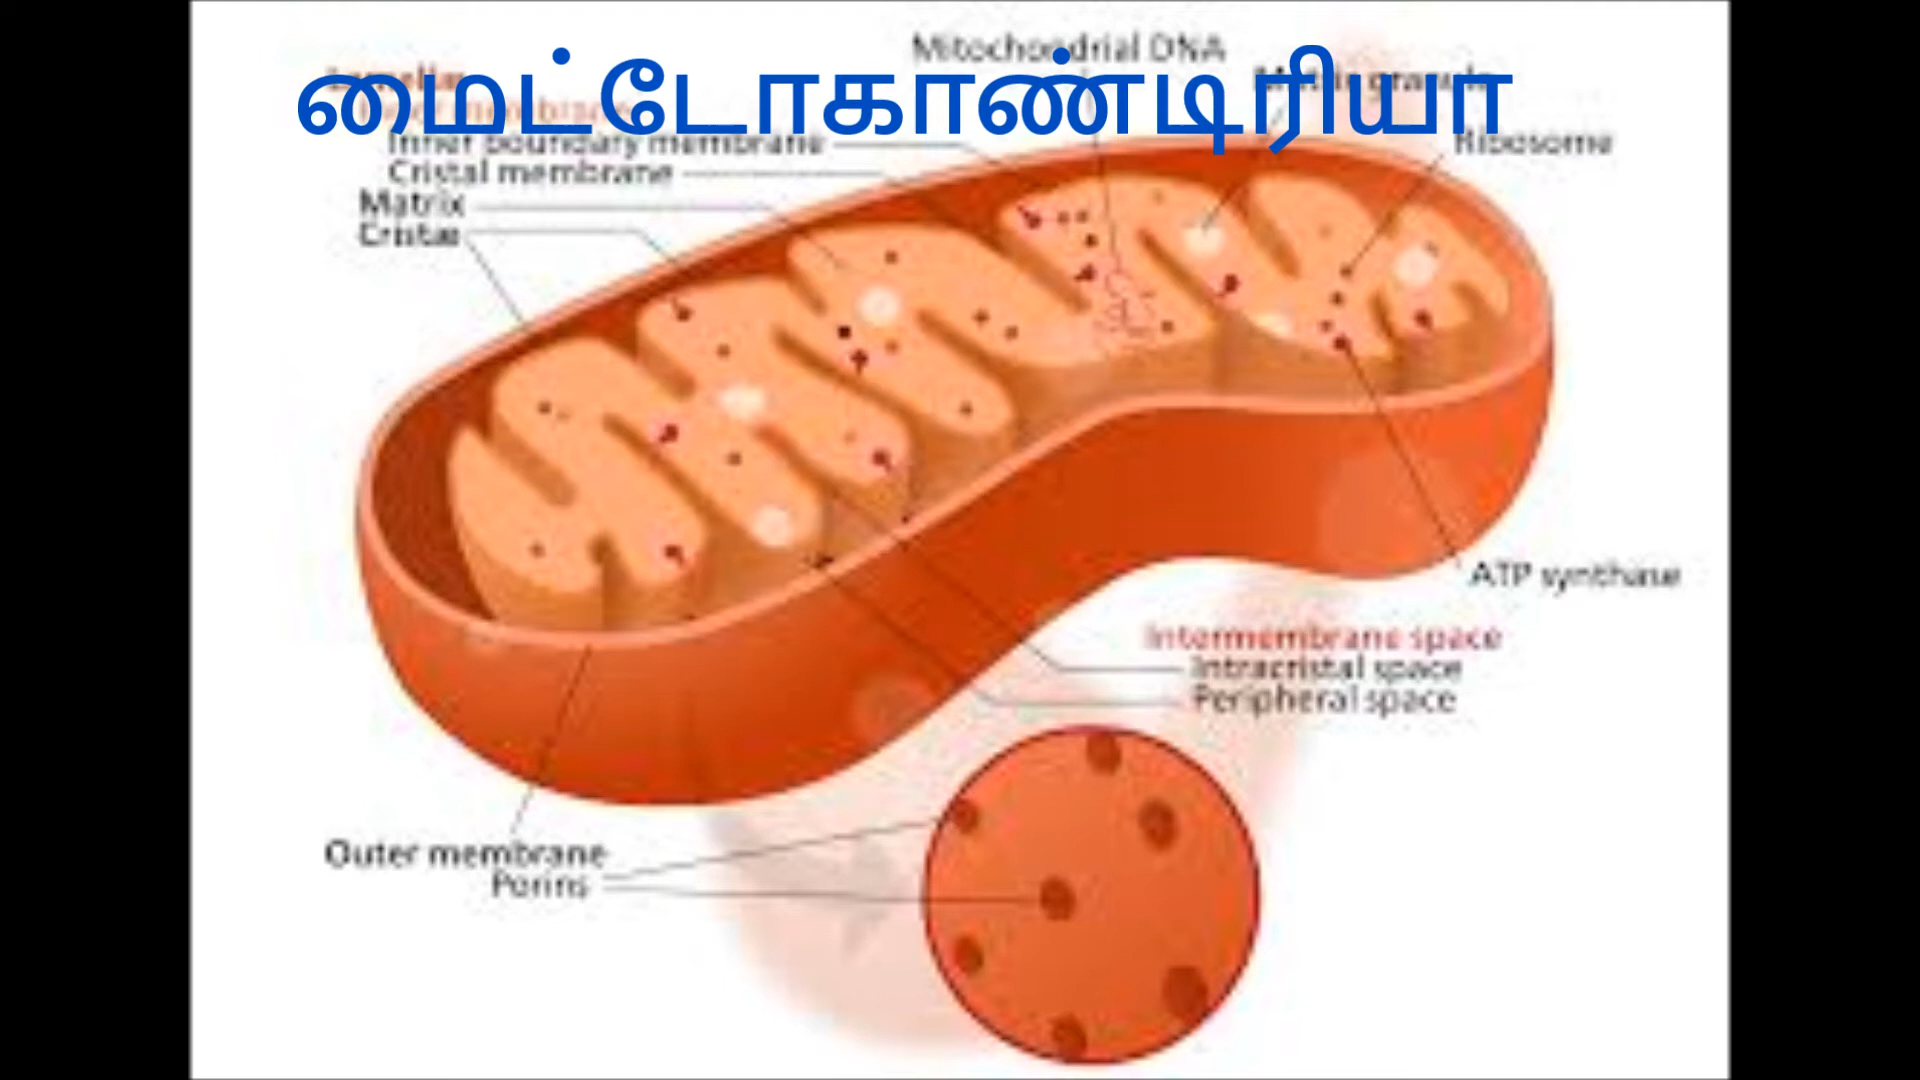 Mitochondrial DNA
மைட்டோகாண்டிரியா
Inner boundary membrane
Cristal membrane
Matrix
Cristæ
Ribosome
ATP synthase
Intermembrane space
Intracristal space
Peripheral space
Outer membrane
Porins